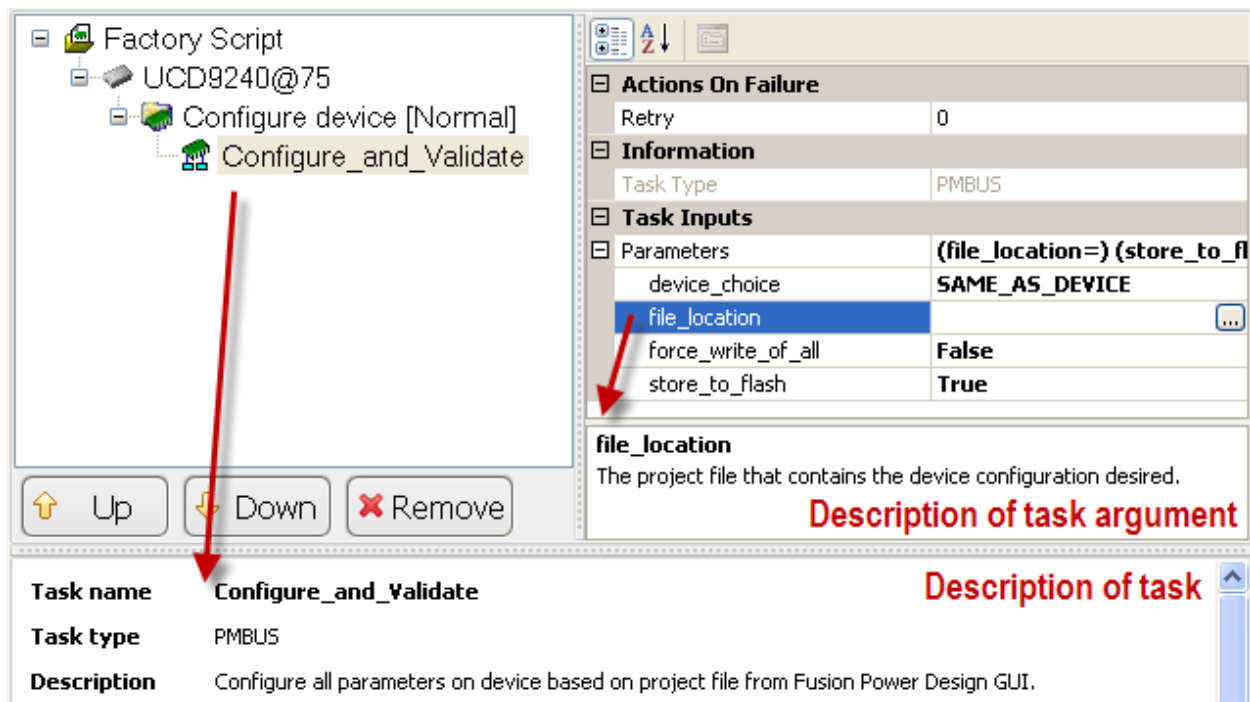 Factory Script
UCD9240@75
Configure device [Normal]
Configure_and_Validate
Up
Down
Remove
A
Z
Actions On Failure
Retry 0
Information
Task Type PMBUS
Task Inputs
Parameters (file_location=) (store_to_fl
device_choice SAME_AS_DEVICE
file_location ...
force_write_of_all False
store_to_flash True
file_location
The project file that contains the device configuration desired.
Description of task argument
Task name Configure_and_Validate
Description of task
Task type PMBUS
Description Configure all parameters on device based on project file from Fusion Power Design GUI.